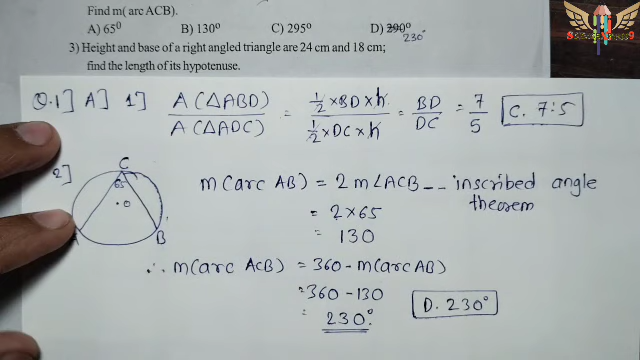 Find m( arc ACB).
A) 65⁰ B) 130⁰ C) 295⁰ D) 290⁰
230°
3) Height and base of a right angled triangle are 24 cm and 18 cm;
find the length of its hypotenuse.
Q.1] A] 1] A(△ABD) / A(△ADC) = ½ × BD × h / ½ × DC × h = BD / DC = 7 / 5 C. 7:5
2] C
65
O
A B
m(arc AB) = 2 m∠ACB -- inscribed angle theorem
= 2×65
= 130
∴ m(arc ACB) = 360 - m(arc AB)
= 360 - 130
= 230°. D. 230°